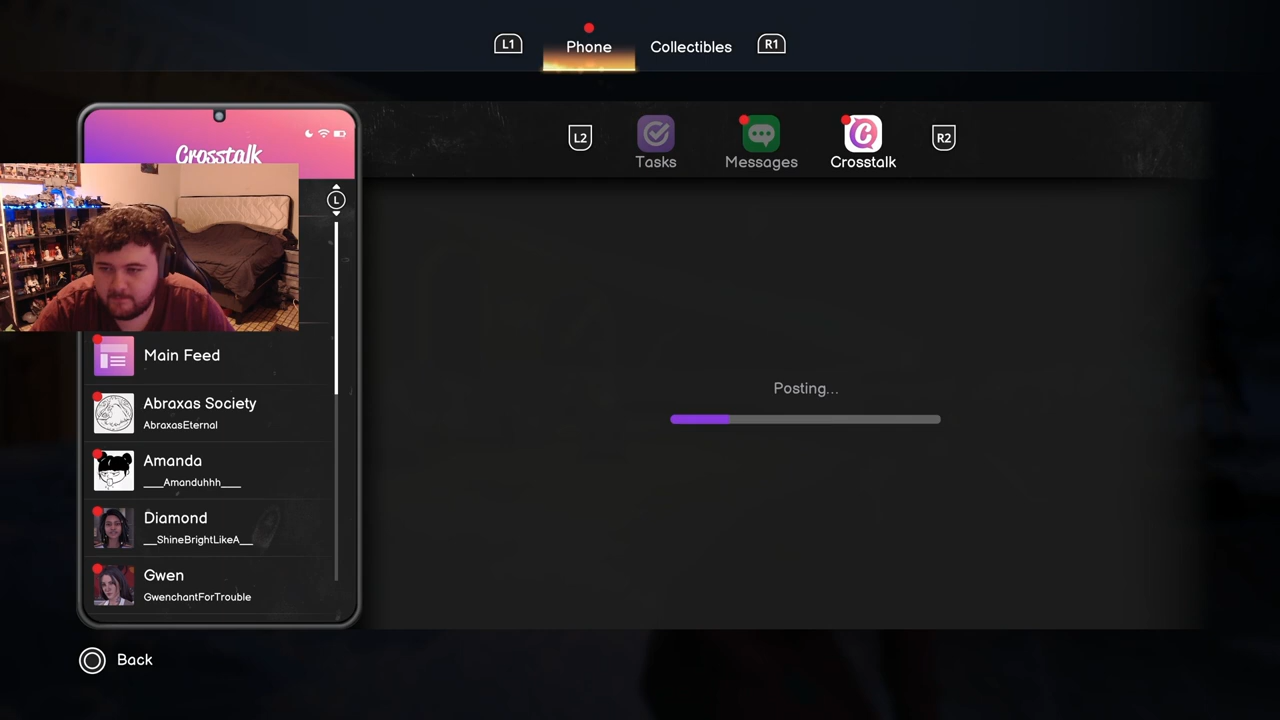 L1
Phone
Collectibles
R1
L2
Tasks
Messages
Crosstalk
R2
Crosstalk
L
Main Feed
Abraxas Society
AbraxasEternal
Amanda
___Amanduhhh___
Diamond
__ShineBrightLikeA__
Gwen
GwenchantForTrouble
Posting...
Back